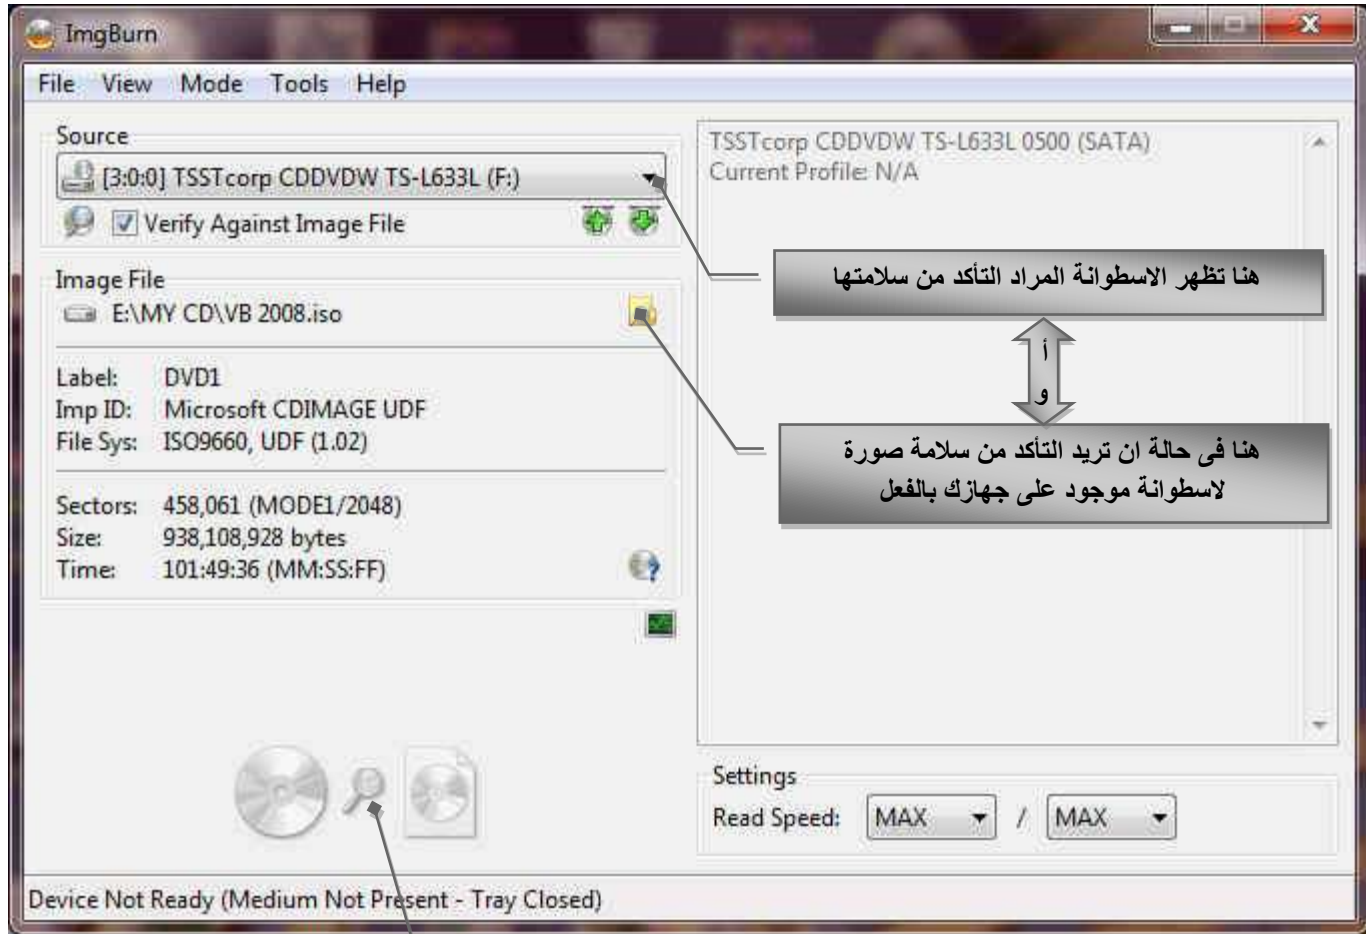 ImgBurn
File View Mode Tools Help
Source
[3:0:0] TSSTcorp CDDVDW TS-L633L (F:)
Verify Against Image File
Image File
E:\MY CD\VB 2008.iso
Label: DVD1
Imp ID: Microsoft CDIMAGE UDF
File Sys: ISO9660, UDF (1.02)
Sectors: 458,061 (MODE1/2048)
Size: 938,108,928 bytes
Time: 101:49:36 (MM:SS:FF)
TSSTcorp CDDVDW TS-L633L 0500 (SATA)
Current Profile: N/A
هنا تظهر الاسطوانة المراد التأكد من سلامتها
أ
و
هنا فى حالة ان تريد التأكد من سلامة صورة
لاسطوانة موجود على جهازك بالفعل
Settings
Read Speed: MAX / MAX
Device Not Ready (Medium Not Present - Tray Closed)